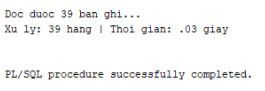 Doc duoc 39 ban ghi...
Xu ly: 39 hang | Thoi gian: .03 giay
PL/SQL procedure successfully completed.